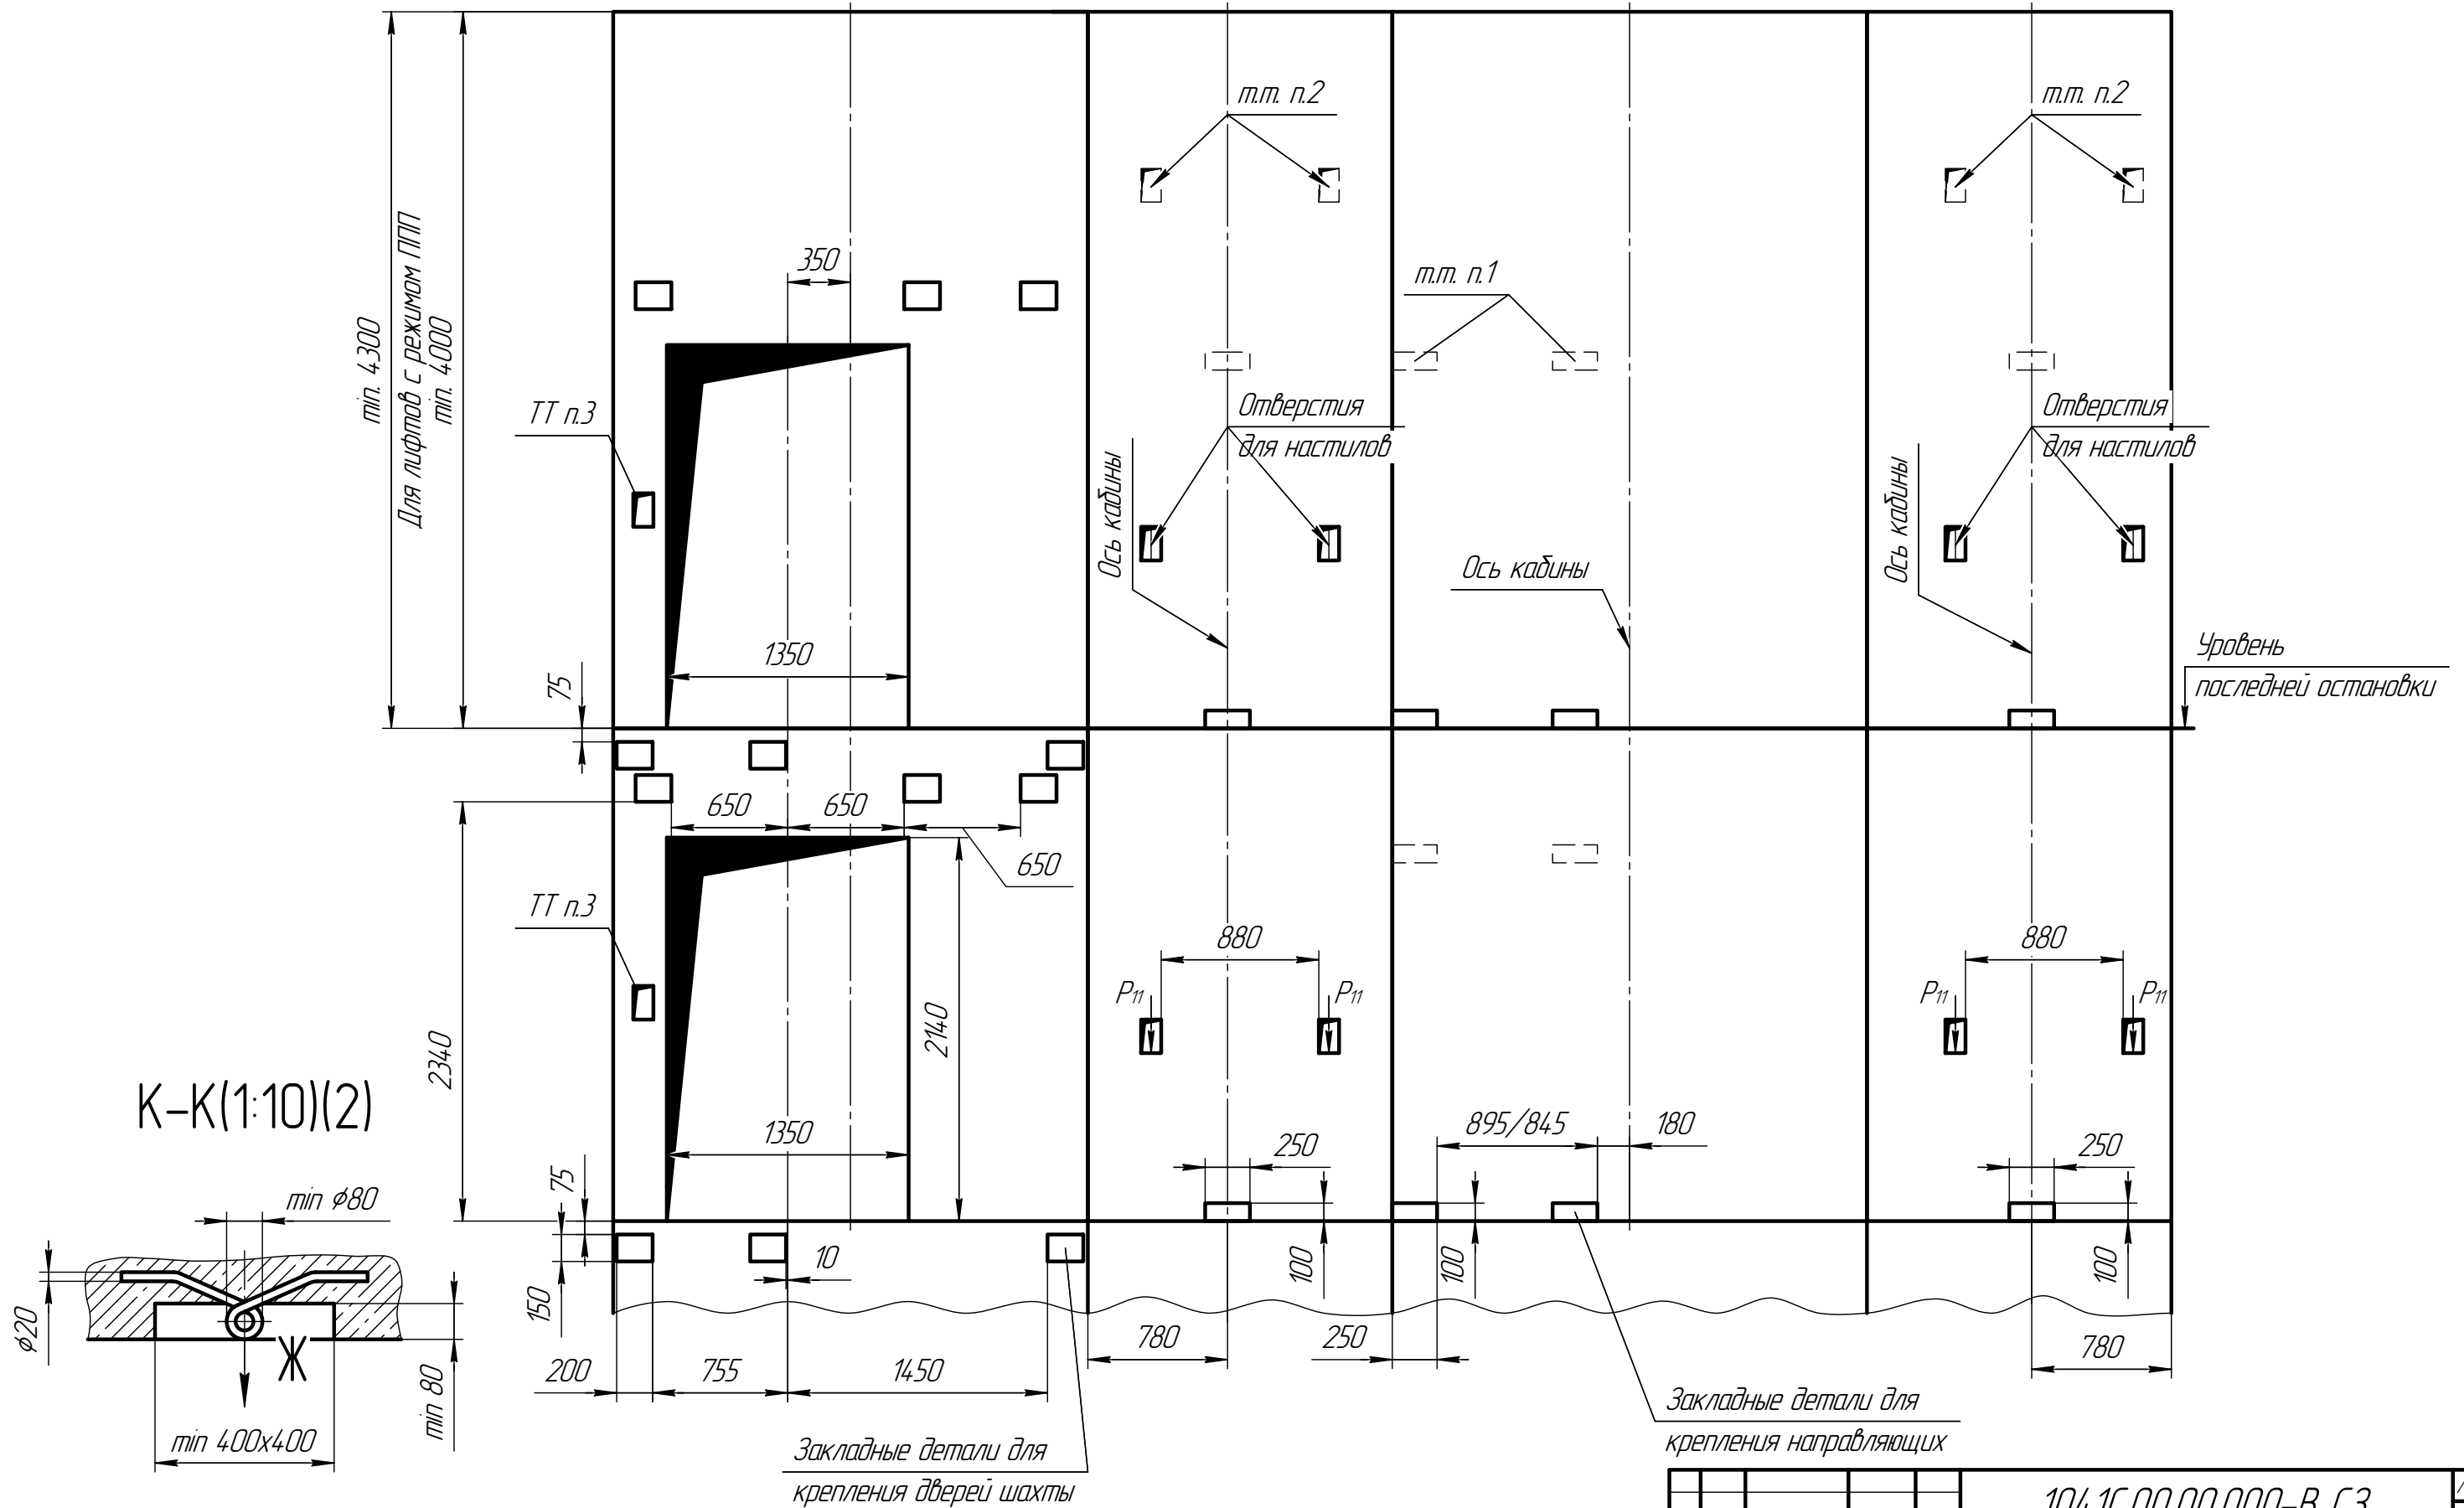 т.т. п.2
т.т. п.2
350
т.т. п.1
min. 4300
Для лифтов с режимом ППП
min. 4000
ТТ п.3
Отверстия
для настилов
Отверстия
для настилов
Ось кабины
Ось кабины
Ось кабины
1350
75
Уровень
последней остановки
650
650
650
ТТ п.3
880
880
P11
P11
P11
P11
2340
2140
К-К(1:10)(2)
1350
895/845
180
250
250
75
min ⌀80
10
100
100
100
150
⌀20
Ж
min 80
min 400х400
200
755
1450
780
250
780
Закладные детали для
крепления направляющих
Закладные детали для
крепления дверей шахты